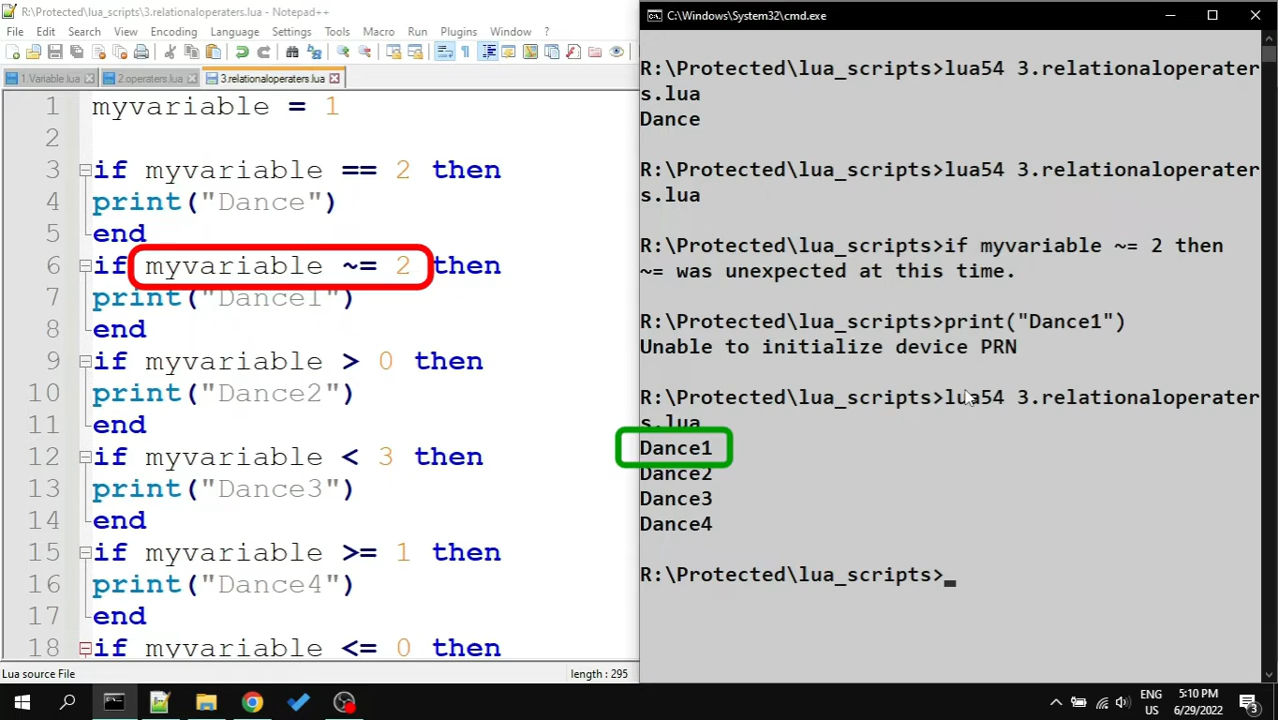 R:\Protected\lua_scripts\3.relationaloperaters.lua - Notepad++
File Edit Search View Encoding Language Settings Tools Macro Run Plugins Window ?
1.Variable.lua 2.operaters.lua 3.relationaloperaters.lua
1 myvariable = 1
2
3 if myvariable == 2 then
4 print("Dance")
5 end
6 if myvariable ~= 2 then
7 print("Dance1")
8 end
9 if myvariable > 0 then
10 print("Dance2")
11 end
12 if myvariable < 3 then
13 print("Dance3")
14 end
15 if myvariable >= 1 then
16 print("Dance4")
17 end
18 if myvariable <= 0 then
Lua source File length : 295
C:\Windows\System32\cmd.exe
R:\Protected\lua_scripts>lua54 3.relationaloperater
s.lua
Dance
R:\Protected\lua_scripts>lua54 3.relationaloperater
s.lua
R:\Protected\lua_scripts>if myvariable ~= 2 then
~= was unexpected at this time.
R:\Protected\lua_scripts>print("Dance1")
Unable to initialize device PRN
R:\Protected\lua_scripts>lua54 3.relationaloperater
s.lua
Dance1
Dance2
Dance3
Dance4
R:\Protected\lua_scripts>
ENG
US
5:10 PM
6/29/2022
3